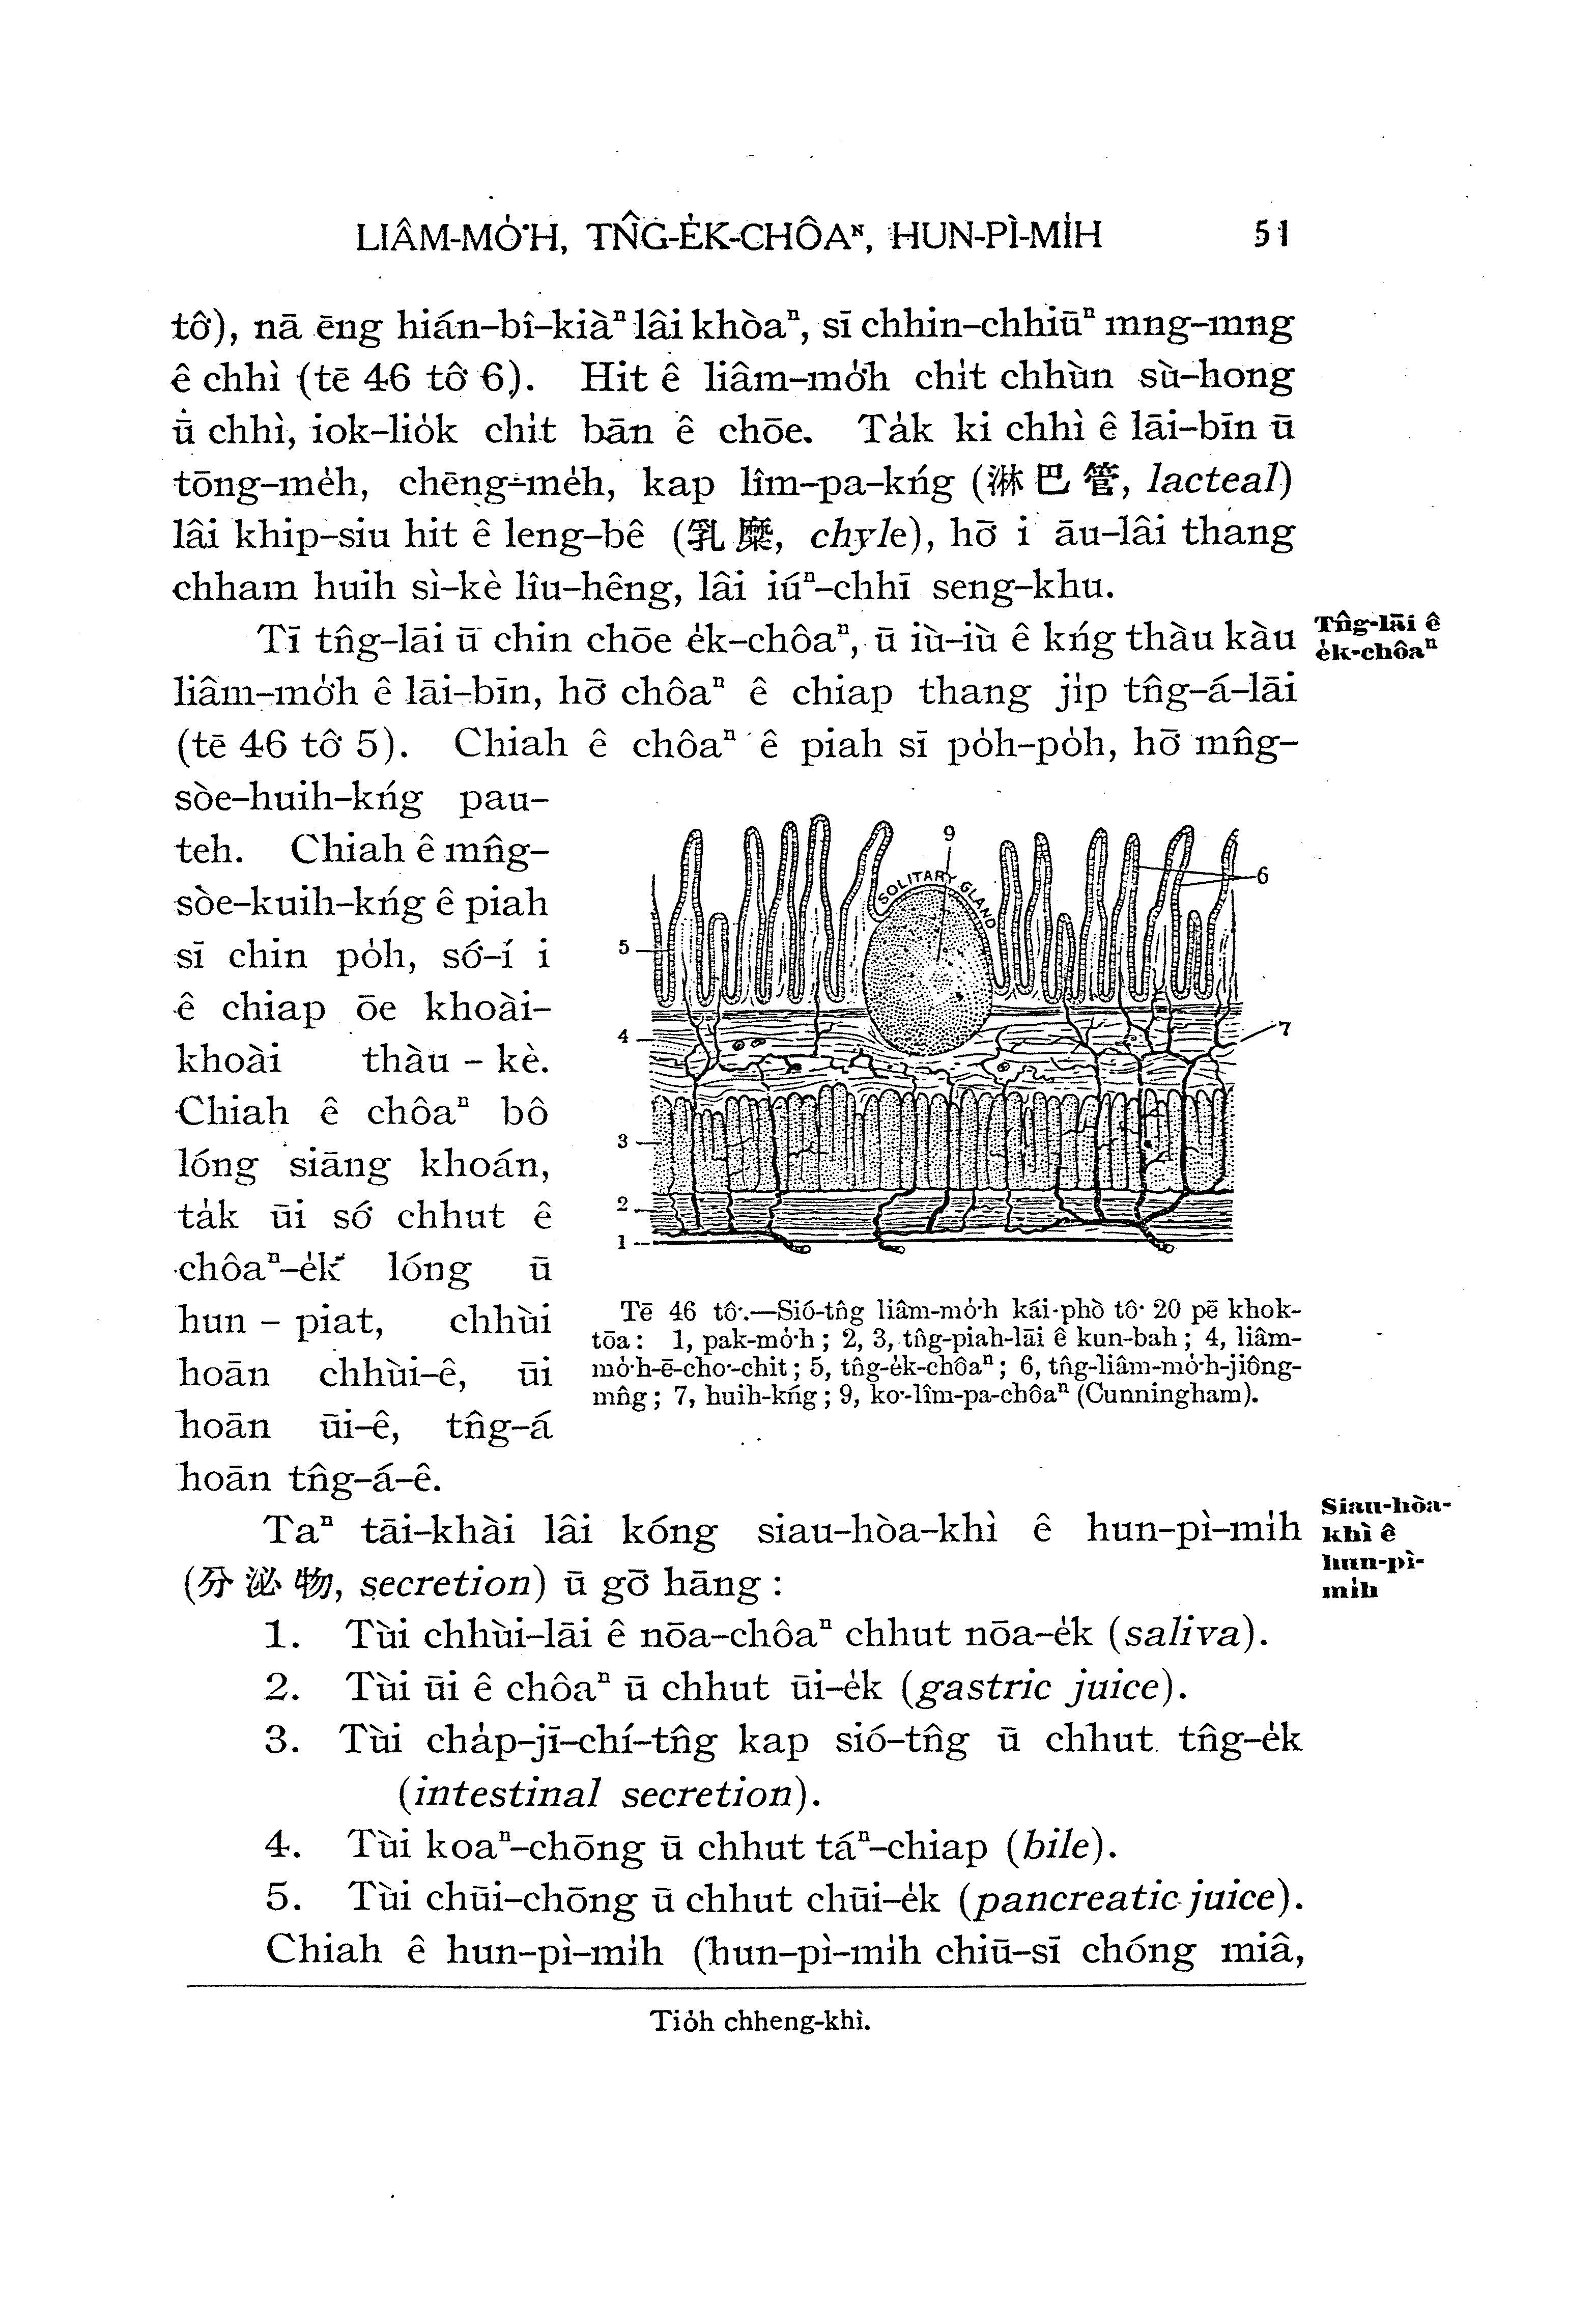 LIÂM-MO̍͘H, TN̂G-E̍K-CHÔAᴺ, HUN-PÌ-MI̍H 51
tô͘), nā ēng hián-bî-kiàⁿ lâi khòaⁿ, sī chhin-chhiūⁿ mng-mng
ê chhì (tē 46 tô͘ 6). Hit ê liâm-mo̍͘h chi̍t chhùn sù-hong
ū chhì, iok-lio̍k chi̍t bān ê chōe. Ta̍k ki chhì ê lāi-bīn ū
tōng-me̍h, chēng-me̍h, kap lîm-pa-kńg (淋巴管, lacteal)
lâi khip-siu hit ê leng-bê (乳糜, chyle), hō͘ i āu-lâi thang
chham huih sì-kè lîu-hêng, lâi iúⁿ-chhī seng-khu.
Tī tn̂g-lāi ū chin chōe e̍k-chôaⁿ, ū iù-iù ê kńg thàu kàu
Tn̂g-lāi ê
e̍k-chôaⁿ
liâm-mo̍͘h ê lāi-bīn, hō͘ chôaⁿ ê chiap thang ji̍p tn̂g-á-lāi
(tē 46 tô͘ 5). Chiah ê chôaⁿ ê piah sī po̍h-po̍h, hō͘ mn̂g-
sòe-huih-kńg pau-
teh. Chiah ê mn̂g-
sòe-kuih-kńg ê piah
sī chin po̍h, só͘-í i
ê chiap ōe khoài-
khoài thàu - kè.
Chiah ê chôaⁿ bô
lóng siāng khoán,
ta̍k ūi só͘ chhut ê
chôaⁿ-e̍k lóng ū
hun - piat, chhùi
hoān chhùi-ê, ūi
hoān ūi-ê, tn̂g-á
hoān tn̂g-á-ê.
9
SOLITARY GLAND
6
5
4
7
3
2
1
Tē 46 tô͘.—Sió-tn̂g liâm-mo̍͘h kái-phò tô͘ 20 pē khok-
tōa: 1, pak-mo̍͘h; 2, 3, tn̂g-piah-lāi ê kun-bah; 4, liâm-
mo̍͘h-ē-cho͘-chit; 5, tn̂g-e̍k-chôaⁿ; 6, tn̂g-liâm-mo̍͘h-jiông-
mn̂g; 7, huih-kńg; 9, ko͘-lîm-pa-chôaⁿ (Cunningham).
Taⁿ tāi-khài lâi kóng siau-hòa-khì ê hun-pì-mi̍h
Siau-hòa-
khì ê
hun-pì-
mi̍h
(分泌物, secretion) ū gō͘ hāng:
1. Tùi chhùi-lāi ê nōa-chôaⁿ chhut nōa-e̍k (saliva).
2. Tùi ūi ê chôaⁿ ū chhut ūi-e̍k (gastric juice).
3. Tùi cha̍p-jī-chí-tn̂g kap sió-tn̂g ū chhut tn̂g-e̍k
(intestinal secretion).
4. Tùi koaⁿ-chōng ū chhut táⁿ-chiap (bile).
5. Tùi chūi-chōng ū chhut chūi-e̍k (pancreatic juice).
Chiah ê hun-pì-mi̍h (hun-pì-mi̍h chiū-sī chóng miâ,
Tio̍h chheng-khì.